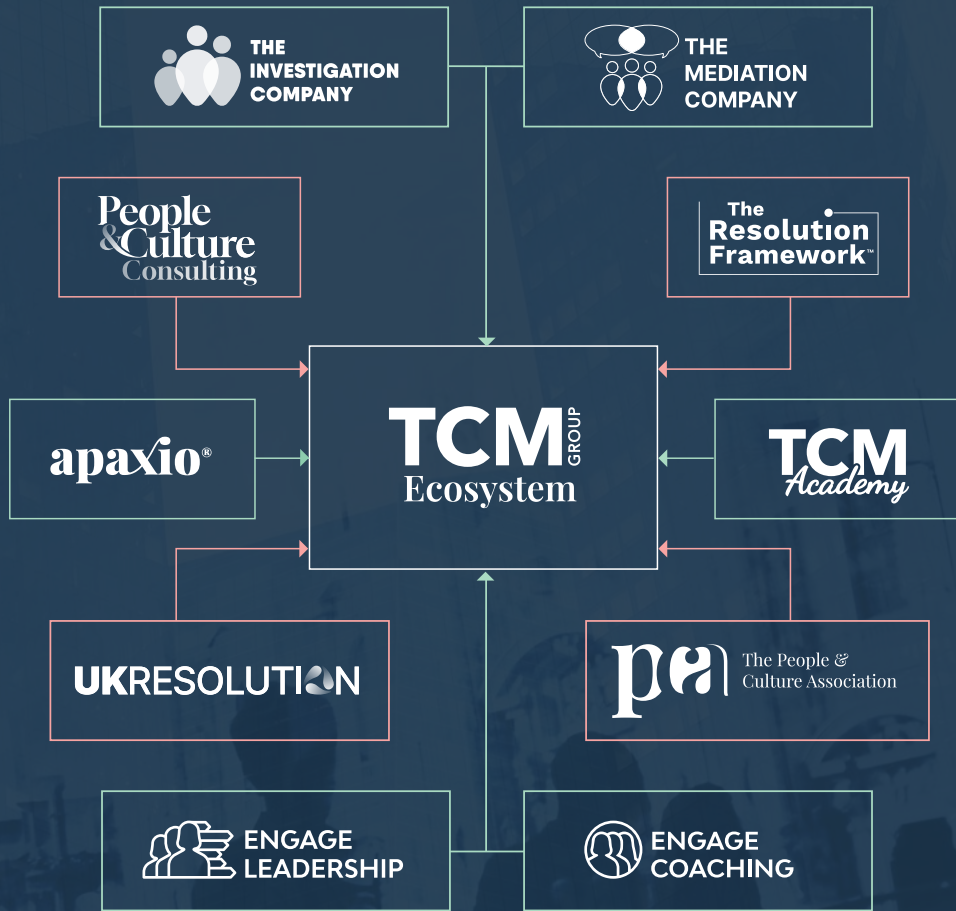 THE
INVESTIGATION
COMPANY
THE
MEDIATION
COMPANY
People
&Culture
Consulting
The
Resolution
Framework™
TCM GROUP
Ecosystem
apaxio®
TCM
Academy
UKRESOLUTION
pca The People &
Culture Association
ENGAGE
LEADERSHIP
ENGAGE
COACHING